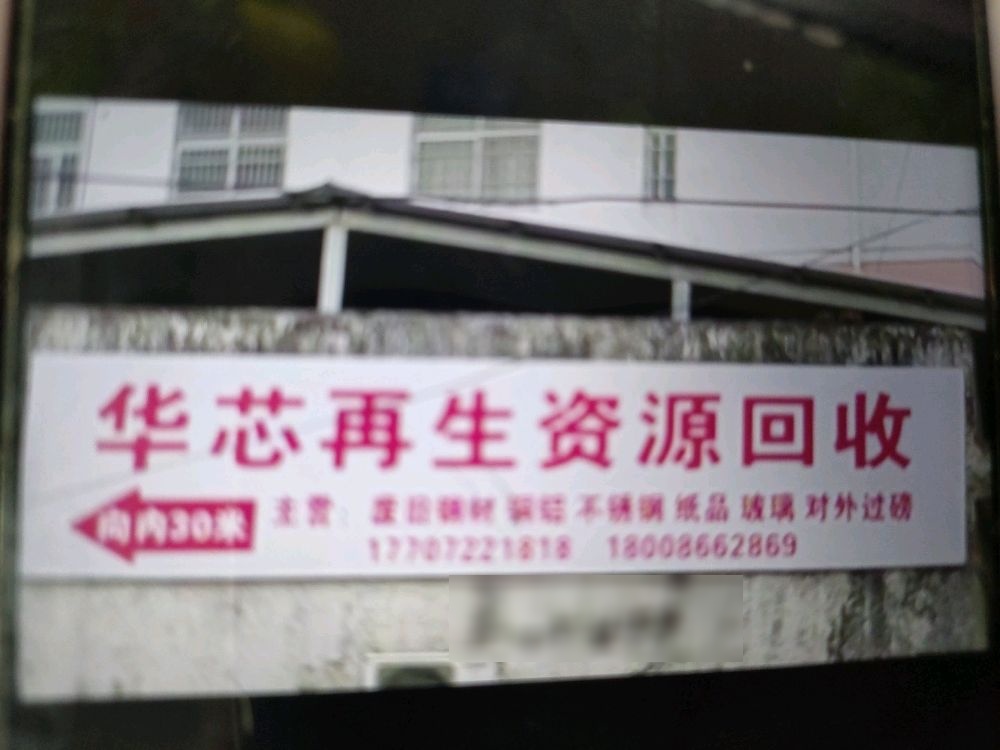 华芯再生资源回收
向内30米
主营 废旧钢材 铜铝 不锈钢 纸品 玻璃 对外过磅
17707221818 18008662869